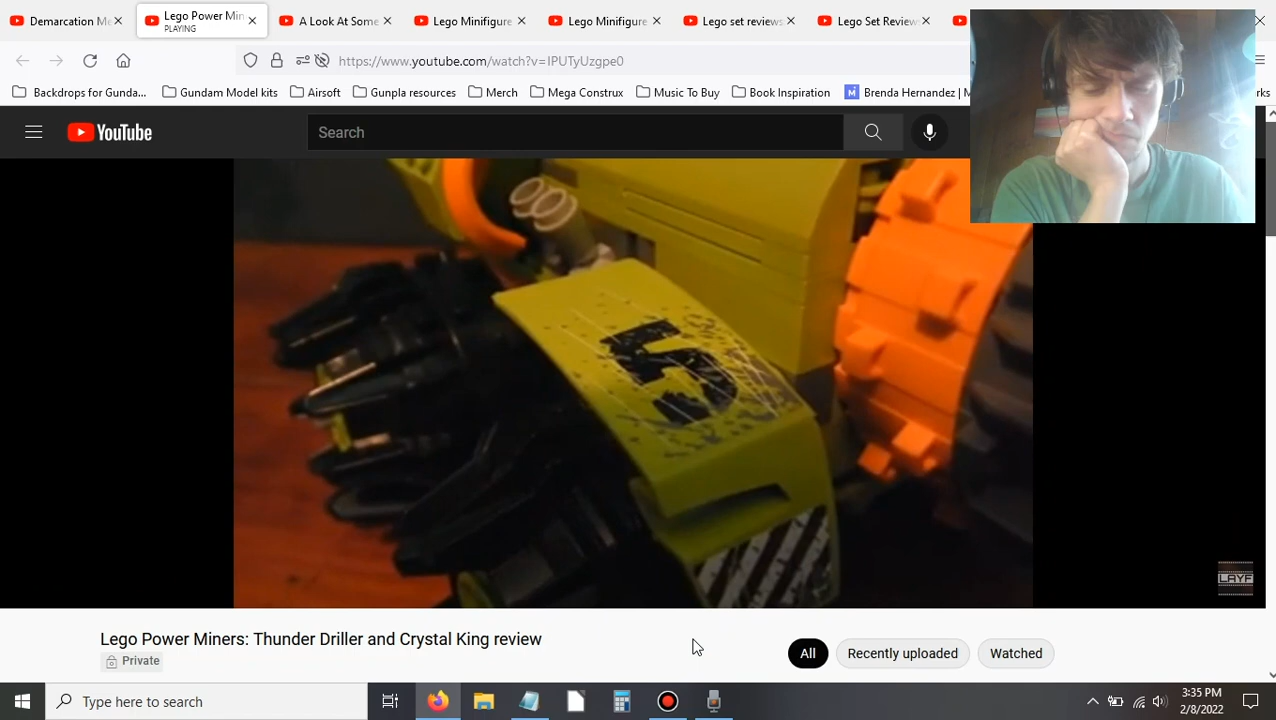 Demarcation Me
Lego Power Min
PLAYING
A Look At Some
Lego Minifigure
Lego Minifigure
Lego set reviews
Lego Set Review
https://www.youtube.com/watch?v=IPUTyUzgpe0
Backdrops for Gunda...
Gundam Model kits
Airsoft
Gunpla resources
Merch
Mega Construx
Music To Buy
Book Inspiration
M
Brenda Hernandez | M
YouTube
Search
5
LAYF
Lego Power Miners: Thunder Driller and Crystal King review
Private
All
Recently uploaded
Watched
Type here to search
3:35 PM
2/8/2022